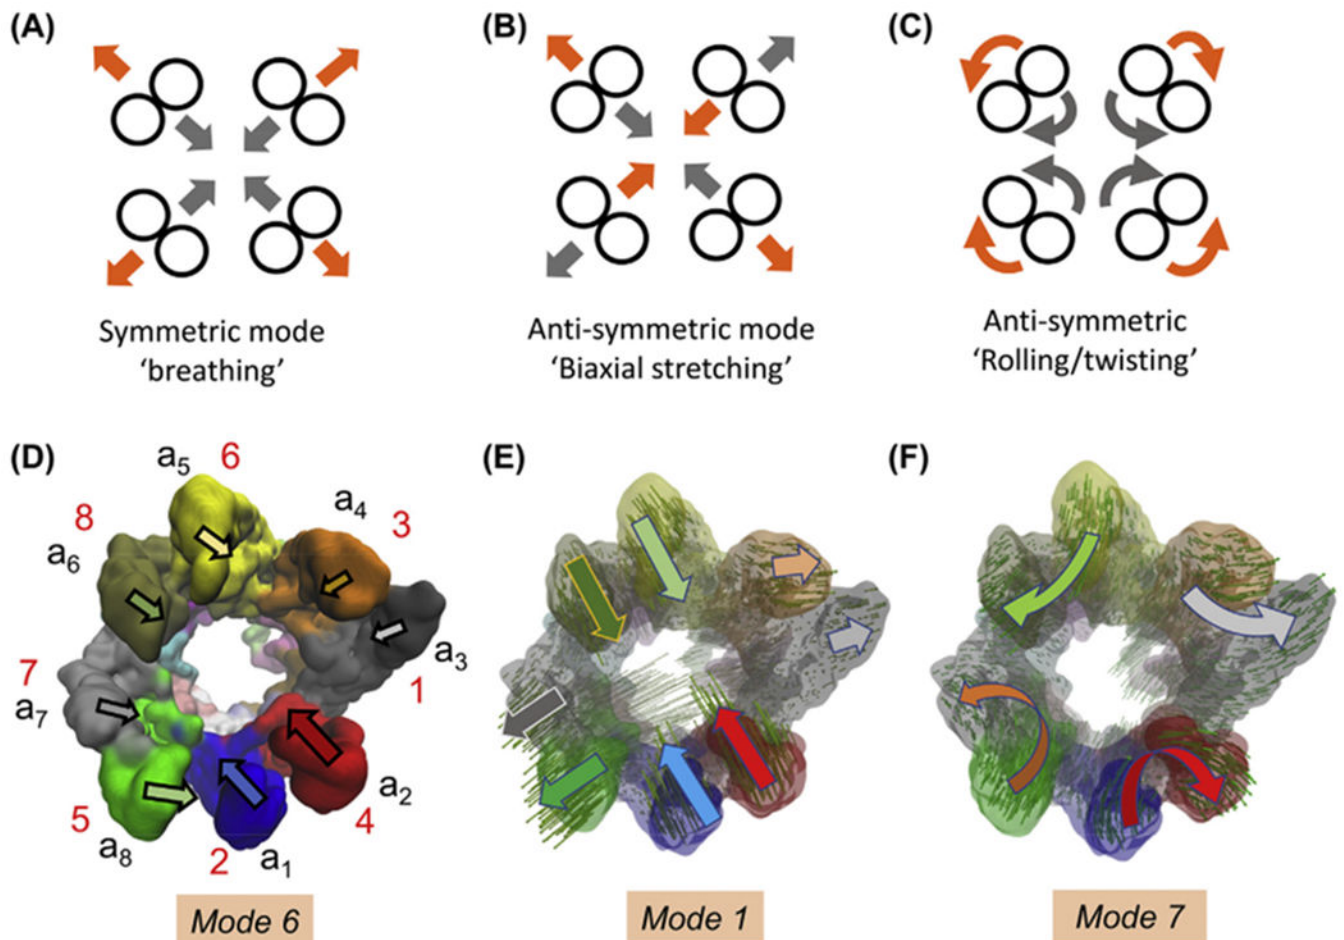 (A)
(B)
(C)
Symmetric mode
‘breathing’
Anti-symmetric mode
‘Biaxial stretching’
Anti-symmetric
‘Rolling/twisting’
(D)
a5 6
a4
3
8
a6
7
a7
a3
1
5
a8
2
a1
a2
4
Mode 6
(E)
Mode 1
(F)
Mode 7